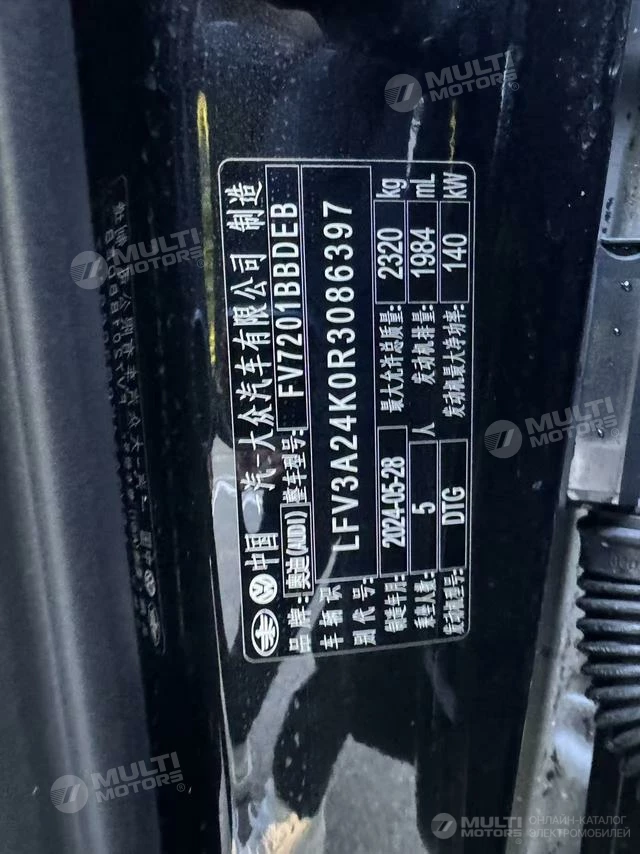 中国 一汽-大众汽车有限公司 制造
品牌: 奥迪(AUDI) 整车型号: FV7201BBDEB
车辆识别代号: LFV3A24K0R3086397
制造年月: 2024-05-28 最大允许总质量: 2320 kg
乘坐人数: 5 人 发动机排量: 1984 mL
发动机型号: DTG 发动机最大净功率: 140 kW
MULTI MOTORS®
MULTI MOTORS®
MULTI MOTORS®
MULTI MOTORS®
MULTI MOTORS® ОНЛАЙН-КАТАЛОГ ЭЛЕКТРОМОБИЛЕЙ